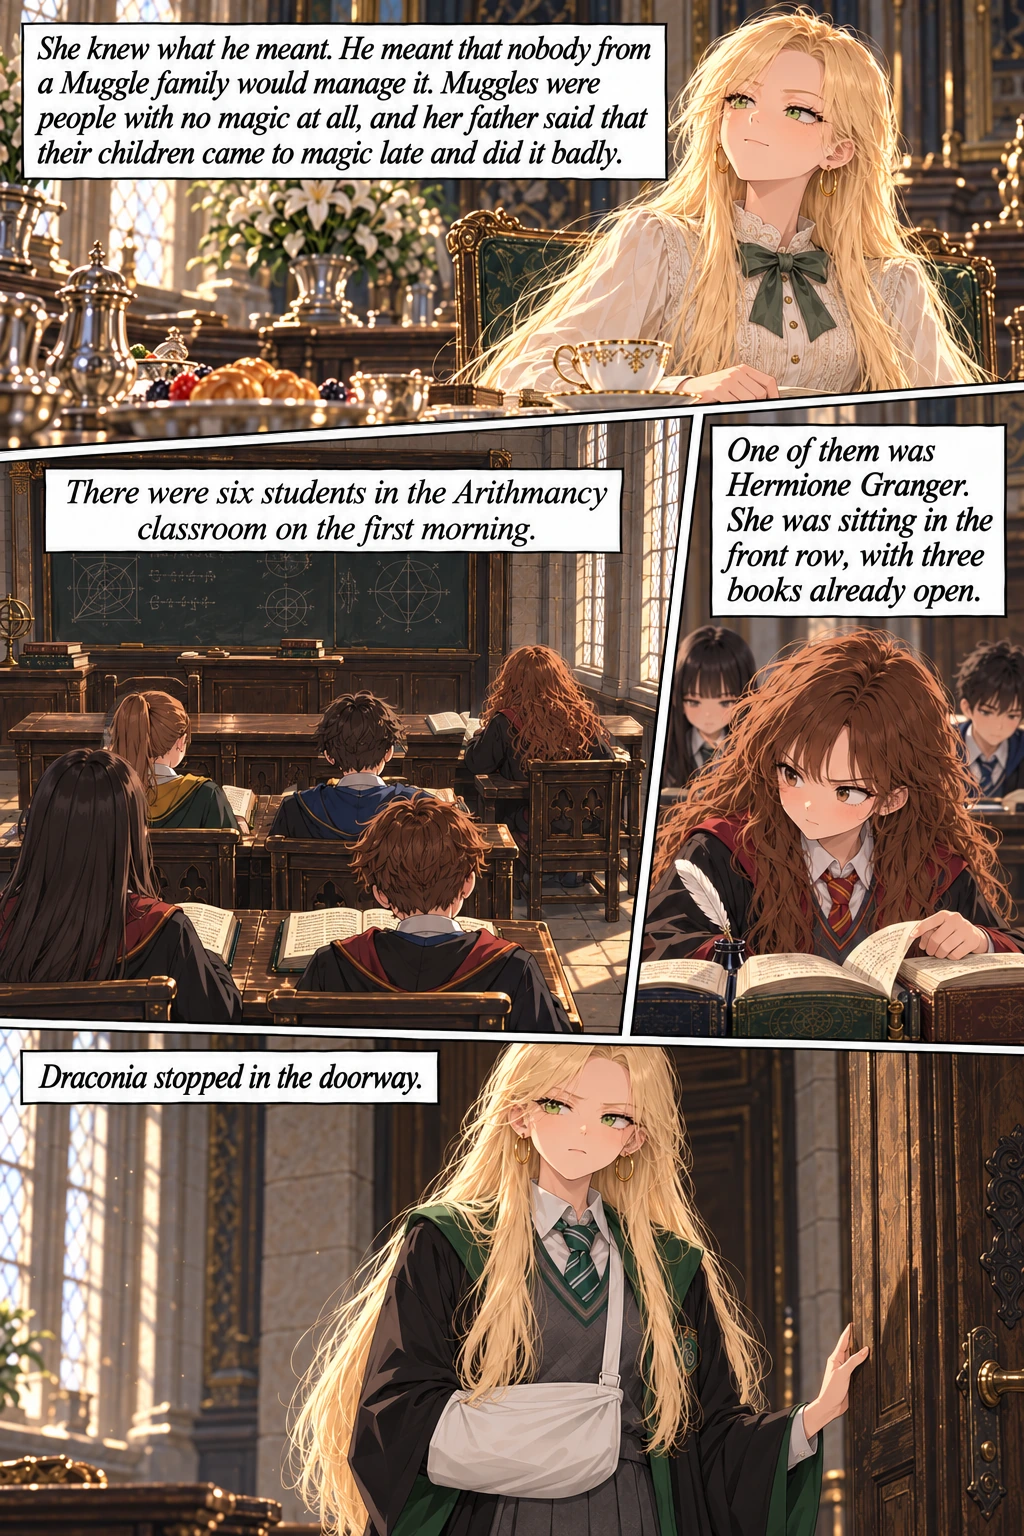 She knew what he meant. He meant that nobody from
a Muggle family would manage it. Muggles were
people with no magic at all, and her father said that
their children came to magic late and did it badly.
There were six students in the Arithmancy
classroom on the first morning.
One of them was
Hermione Granger.
She was sitting in the
front row, with three
books already open.
Draconia stopped in the doorway.